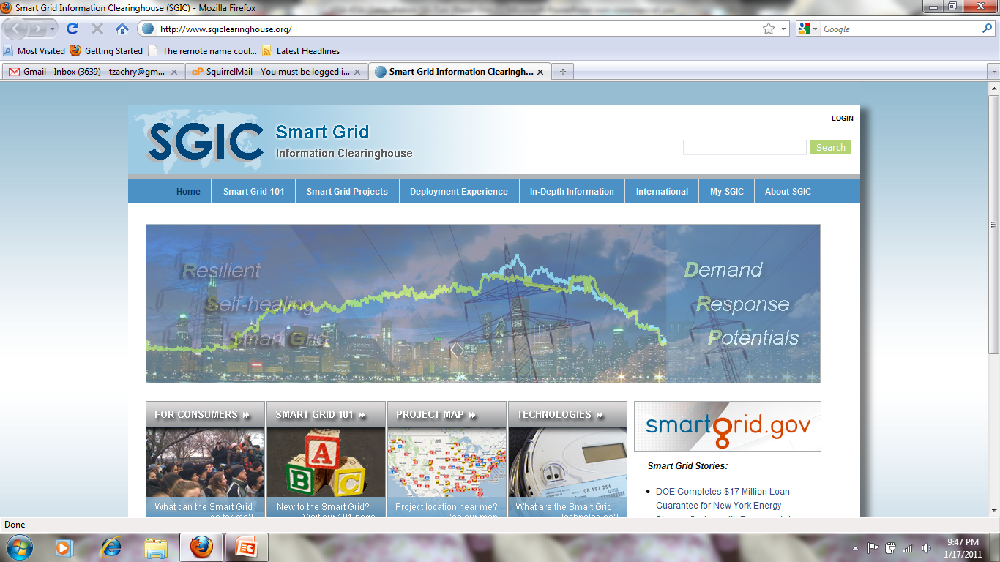 Smart Grid Information Clearinghouse (SGIC) - Mozilla Firefox
http://www.sgiclearinghouse.org/
Google
Most Visited Getting Started The remote name coul... Latest Headlines
Gmail - Inbox (3639) - tzachry@gm...
cP SquirrelMail - You must be logged i...
Smart Grid Information Clearingh...
LOGIN
SGIC
Smart Grid
Information Clearinghouse
Search
Home Smart Grid 101 Smart Grid Projects Deployment Experience In-Depth Information International My SGIC About SGIC
Resilient
Self-healing
Smart Grid
Demand
Response
Potentials
FOR CONSUMERS
What can the Smart Grid
do for me?
SMART GRID 101
A
B C
New to the Smart Grid?
Visit our 101 page
PROJECT MAP
Project location near me?
See our map
TECHNOLOGIES
08 197 254
What are the Smart Grid
Technologies?
smartgrid.gov
Smart Grid Stories:
• DOE Completes $17 Million Loan
Guarantee for New York Energy
Done
9:47 PM
1/17/2011